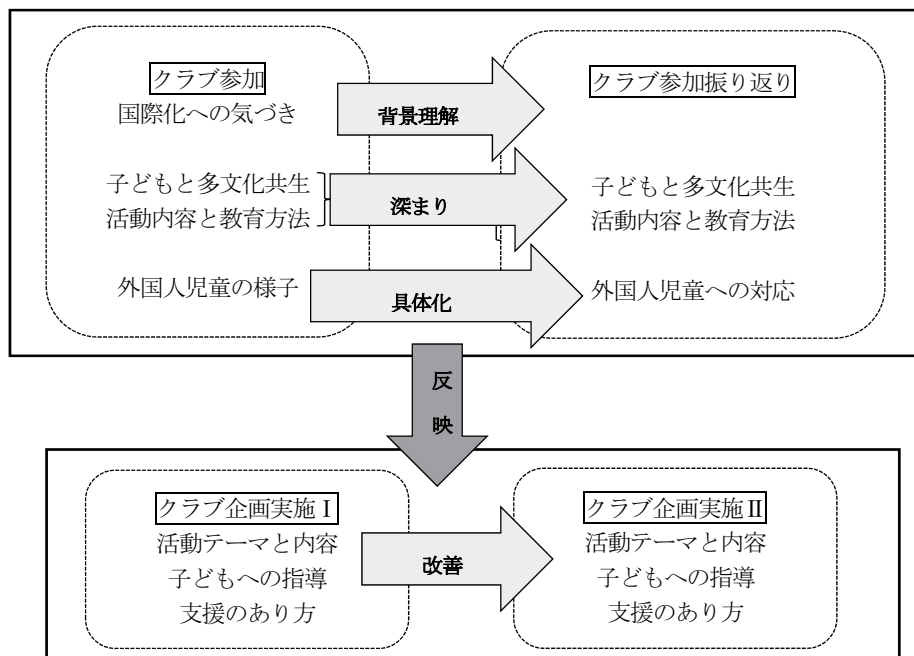 クラブ参加
国際化への気づき
子どもと多文化共生
活動内容と教育方法
外国人児童の様子
背景理解
深まり
具体化
クラブ参加振り返り
子どもと多文化共生
活動内容と教育方法
外国人児童への対応
反映
クラブ企画実施Ⅰ
活動テーマと内容
子どもへの指導
支援のあり方
改善
クラブ企画実施Ⅱ
活動テーマと内容
子どもへの指導
支援のあり方